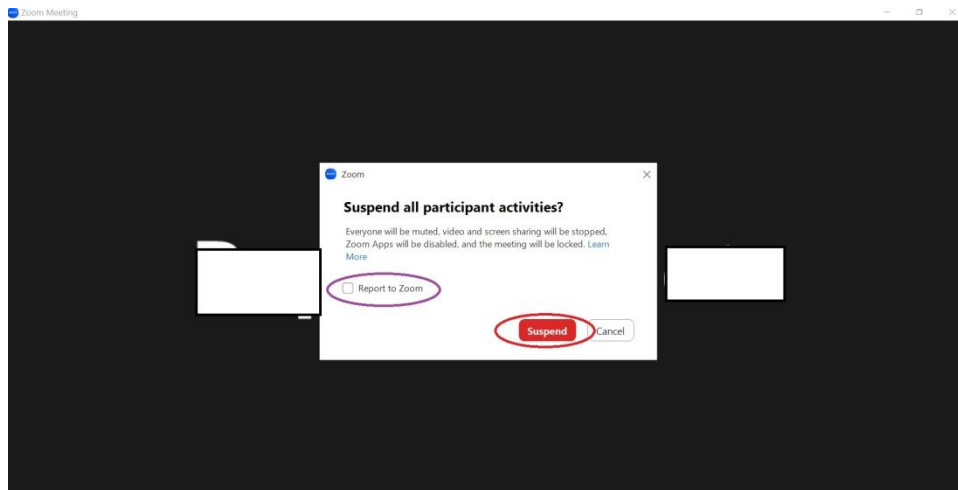 Zoom Meeting
Zoom
Suspend all participant activities?
Everyone will be muted, video and screen sharing will be stopped,
Zoom Apps will be disabled, and the meeting will be locked. Learn
More
Report to Zoom
Suspend
Cancel